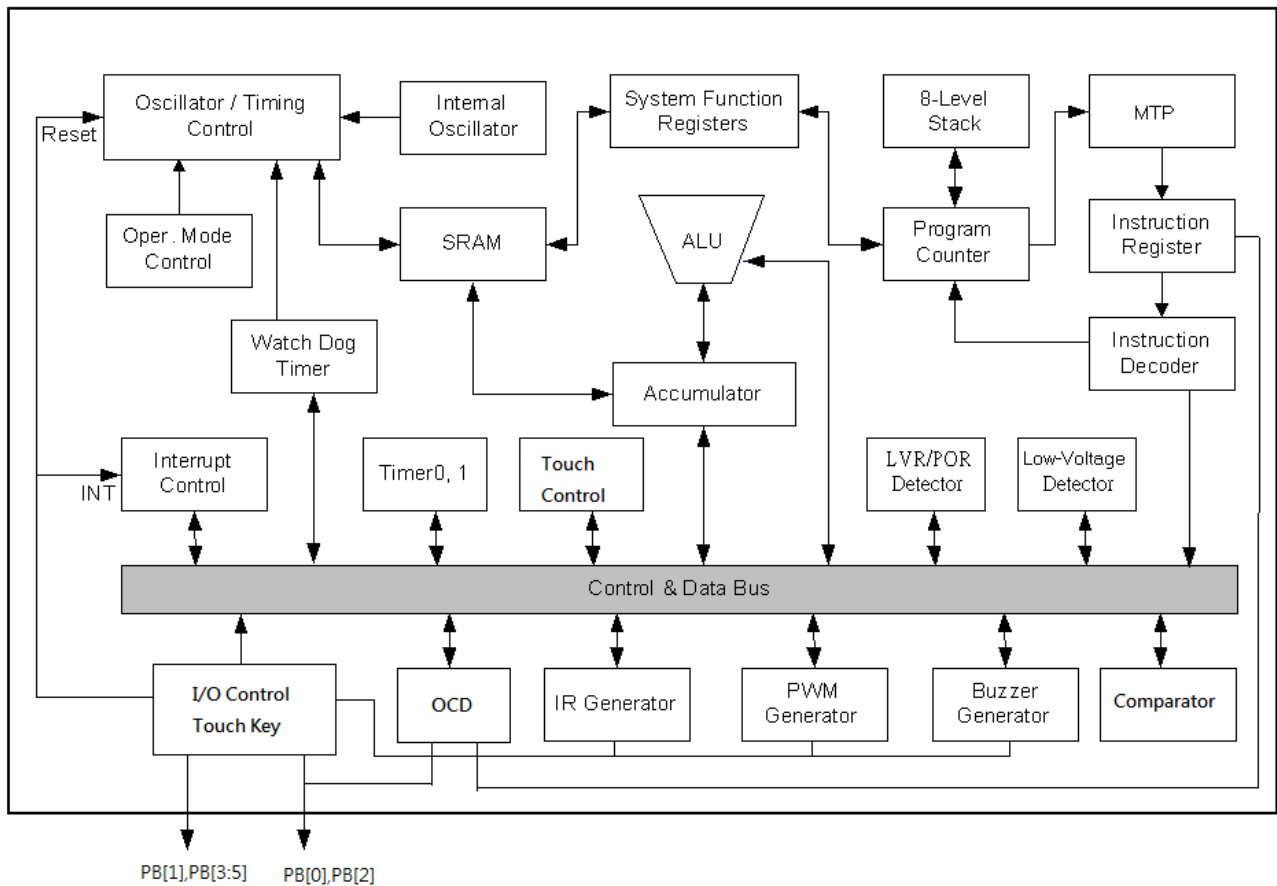 Oscillator / Timing
Control
Internal
Oscillator
System Function
Registers
8-Level
Stack
MTP
Reset
Oper. Mode
Control
SRAM
ALU
Program
Counter
Instruction
Register
Watch Dog
Timer
Accumulator
Instruction
Decoder
Interrupt
Control
INT
Timer0, 1
Touch
Control
LVR/POR
Detector
Low-Voltage
Detector
Control & Data Bus
I/O Control
Touch Key
OCD
IR Generator
PWM
Generator
Buzzer
Generator
Comparator
PB[1],PB[3:5]
PB[0],PB[2]